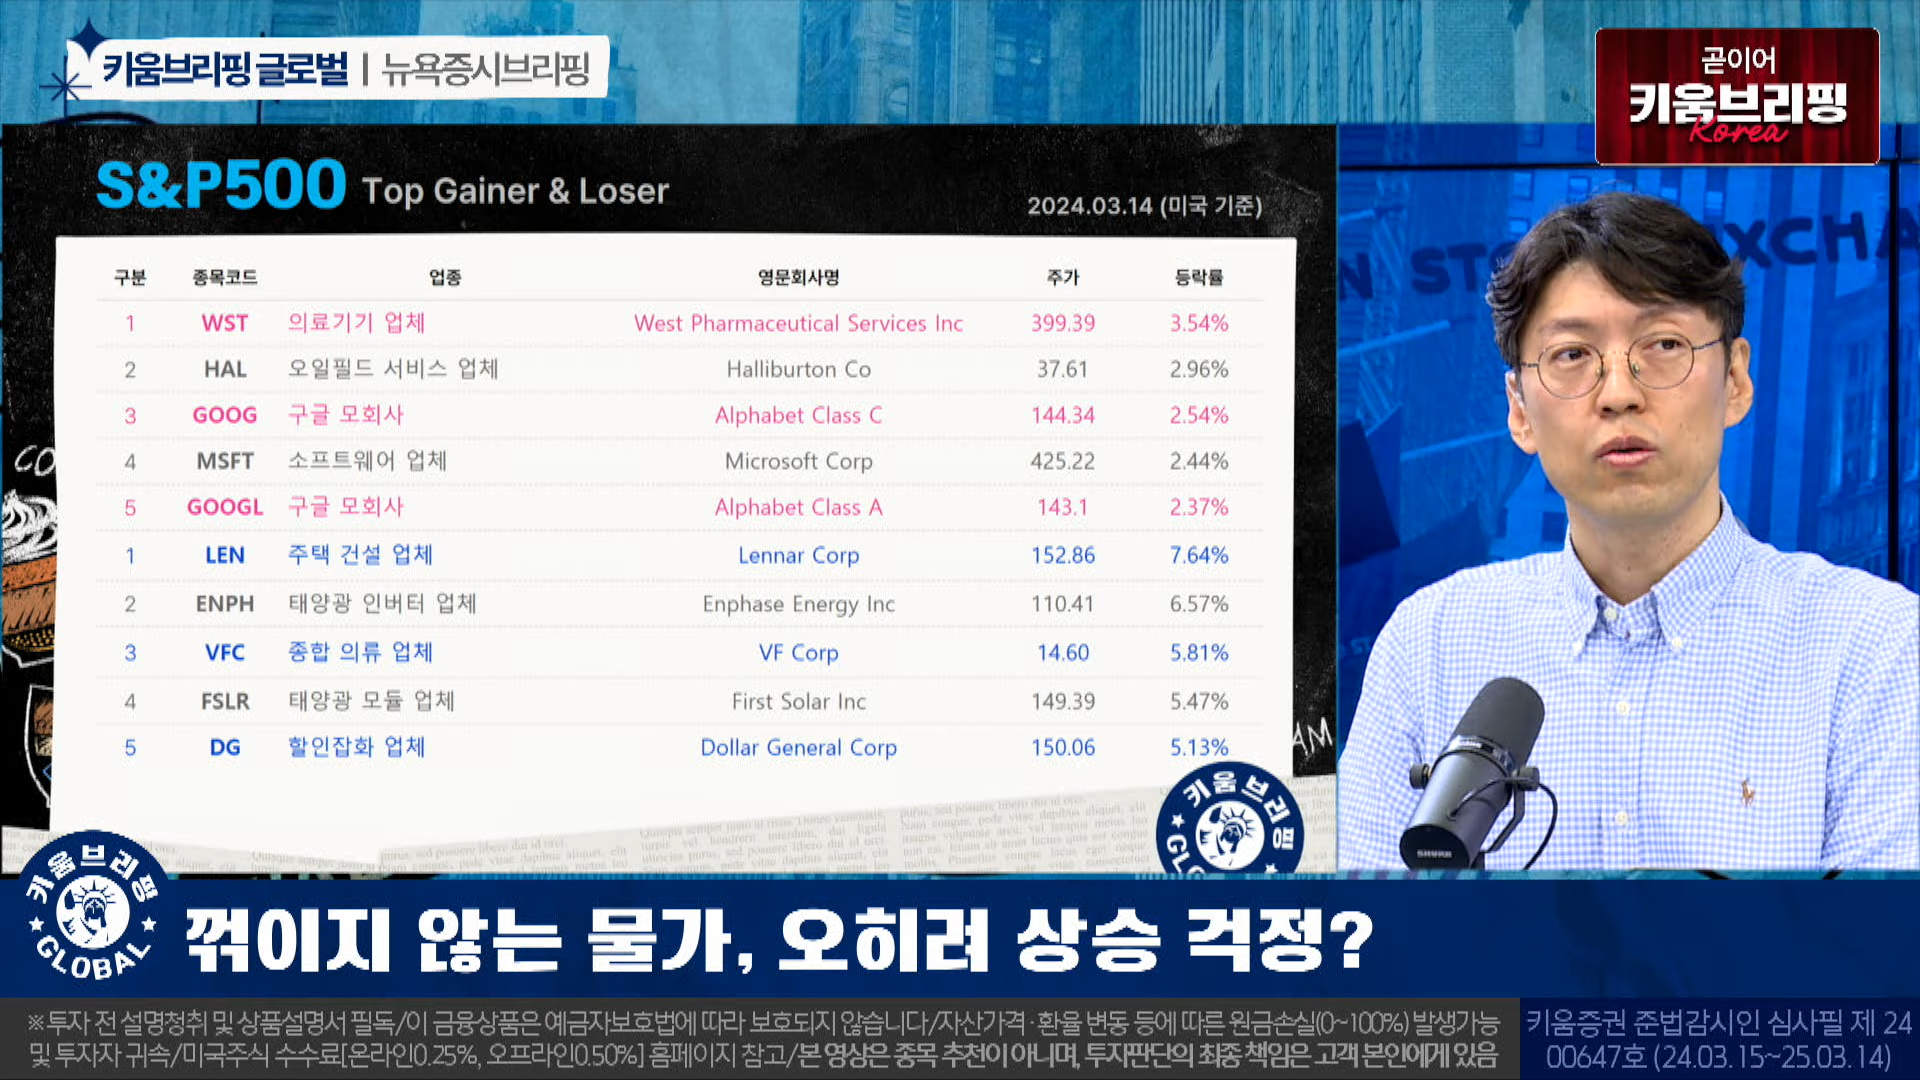 키움브리핑 글로벌 | 뉴욕증시브리핑
곧이어
키움브리핑
Korea
S&P500 Top Gainer & Loser
2024.03.14 (미국 기준)
구분 종목코드 업종 영문회사명 주가 등락률
1 WST 의료기기 업체 West Pharmaceutical Services Inc 399.39 3.54%
2 HAL 오일필드 서비스 업체 Halliburton Co 37.61 2.96%
3 GOOG 구글 모회사 Alphabet Class C 144.34 2.54%
4 MSFT 소프트웨어 업체 Microsoft Corp 425.22 2.44%
5 GOOGL 구글 모회사 Alphabet Class A 143.1 2.37%
1 LEN 주택 건설 업체 Lennar Corp 152.86 7.64%
2 ENPH 태양광 인버터 업체 Enphase Energy Inc 110.41 6.57%
3 VFC 종합 의류 업체 VF Corp 14.60 5.81%
4 FSLR 태양광 모듈 업체 First Solar Inc 149.39 5.47%
5 DG 할인잡화 업체 Dollar General Corp 150.06 5.13%
키움브리핑
SHURE
키움브리핑
GLOBAL
꺾이지 않는 물가, 오히려 상승 걱정?
※투자 전 설명청취 및 상품설명서 필독/이 금융상품은 예금자보호법에 따라 보호되지 않습니다/자산가격·환율 변동 등에 따른 원금손실(0~100%) 발생가능
및 투자자 귀속/미국주식 수수료[온라인0.25%, 오프라인0.50%] 홈페이지 참고/본 영상은 종목 추천이 아니며, 투자판단의 최종 책임은 고객 본인에게 있음
키움증권 준법감시인 심사필 제 24
00647호 (24.03.15~25.03.14)